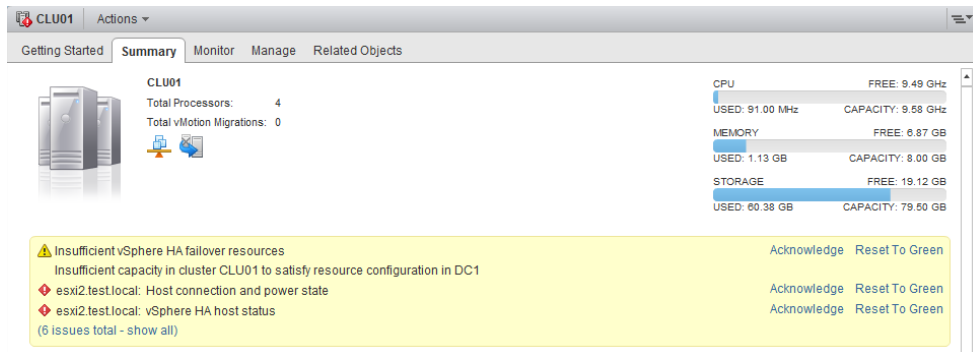 CLU01 Actions
Getting Started Summary Monitor Manage Related Objects
CLU01
Total Processors: 4
Total vMotion Migrations: 0
CPU FREE: 9.49 GHz
USED: 91.00 MHz CAPACITY: 9.58 GHz
MEMORY FREE: 6.87 GB
USED: 1.13 GB CAPACITY: 8.00 GB
STORAGE FREE: 19.12 GB
USED: 60.38 GB CAPACITY: 79.50 GB
Insufficient vSphere HA failover resources Acknowledge Reset To Green
Insufficient capacity in cluster CLU01 to satisfy resource configuration in DC1
esxi2.test.local: Host connection and power state Acknowledge Reset To Green
esxi2.test.local: vSphere HA host status Acknowledge Reset To Green
(6 issues total - show all)